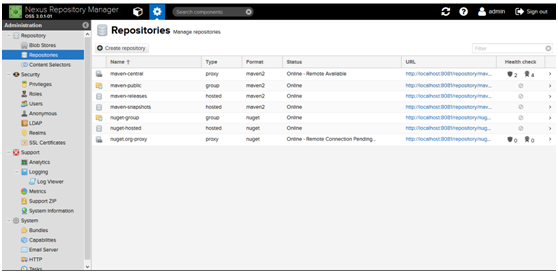 Nexus Repository Manager
OSS 3.0.1-01
Search components
admin
Sign out
Administration
Repository
Blob Stores
Repositories
Content Selectors
Security
Privileges
Roles
Users
Anonymous
LDAP
Realms
SSL Certificates
Support
Analytics
Logging
Log Viewer
Metrics
Support ZIP
System Information
System
Bundles
Capabilities
Email Server
HTTP
Tasks
Repositories Manage repositories
Create repository
Filter
Name ↑ Type Format Status URL Health check
maven-central proxy maven2 Online - Remote Available http://localhost:8081/repository/mav... 2 4
maven-public group maven2 Online http://localhost:8081/repository/mav...
maven-releases hosted maven2 Online http://localhost:8081/repository/mav...
maven-snapshots hosted maven2 Online http://localhost:8081/repository/mav...
nuget-group group nuget Online http://localhost:8081/repository/nug...
nuget-hosted hosted nuget Online http://localhost:8081/repository/nug...
nuget.org-proxy proxy nuget Online - Remote Connection Pending... http://localhost:8081/repository/nug... 0 0